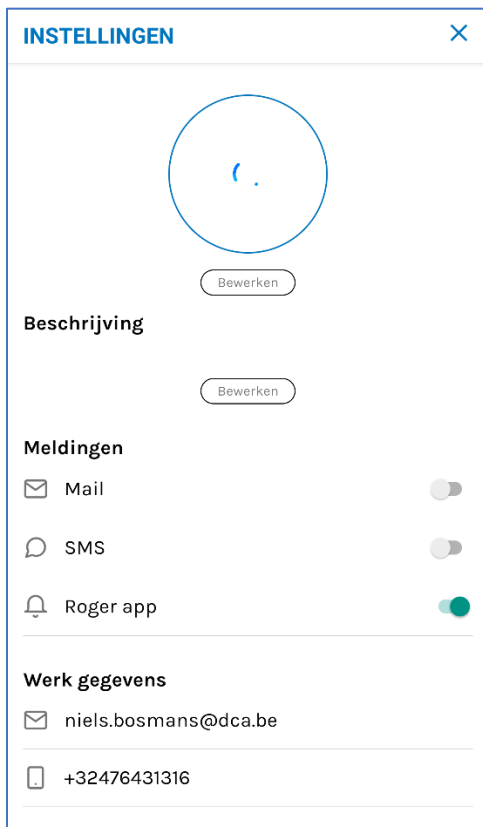 INSTELLINGEN
Bewerken
Beschrijving
Bewerken
Meldingen
Mail
SMS
Roger app
Werk gegevens
niels.bosmans@dca.be
+32476431316